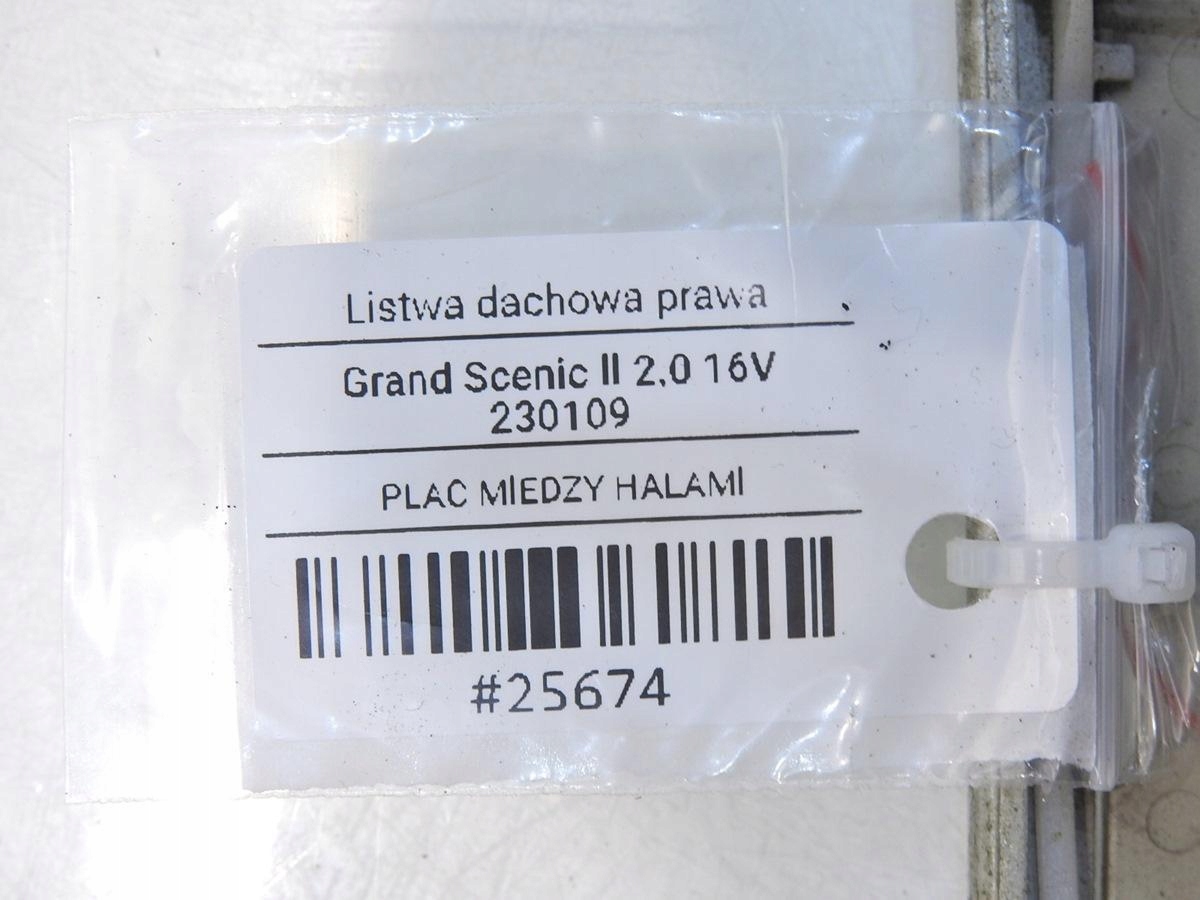 Listwa dachowa prawa
Grand Scenic II 2.0 16V
230109
PLAC MIEDZY HALAMI
#25674